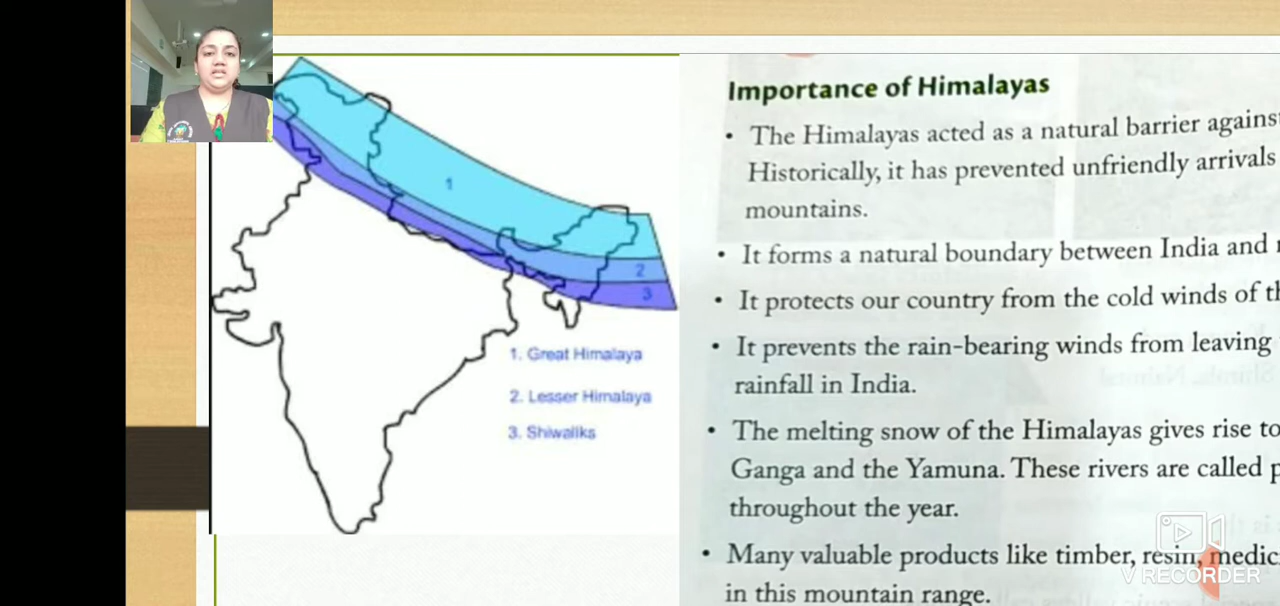 1
2
3
1. Great Himalaya
2. Lesser Himalaya
3. Shiwaliks
Importance of Himalayas
• The Himalayas acted as a natural barrier agains
Historically, it has prevented unfriendly arrivals
mountains.
• It forms a natural boundary between India and
• It protects our country from the cold winds of th
• It prevents the rain-bearing winds from leaving
rainfall in India.
• The melting snow of the Himalayas gives rise to
Ganga and the Yamuna. These rivers are called p
throughout the year.
• Many valuable products like timber, resin, medic
in this mountain range.
V RECORDER